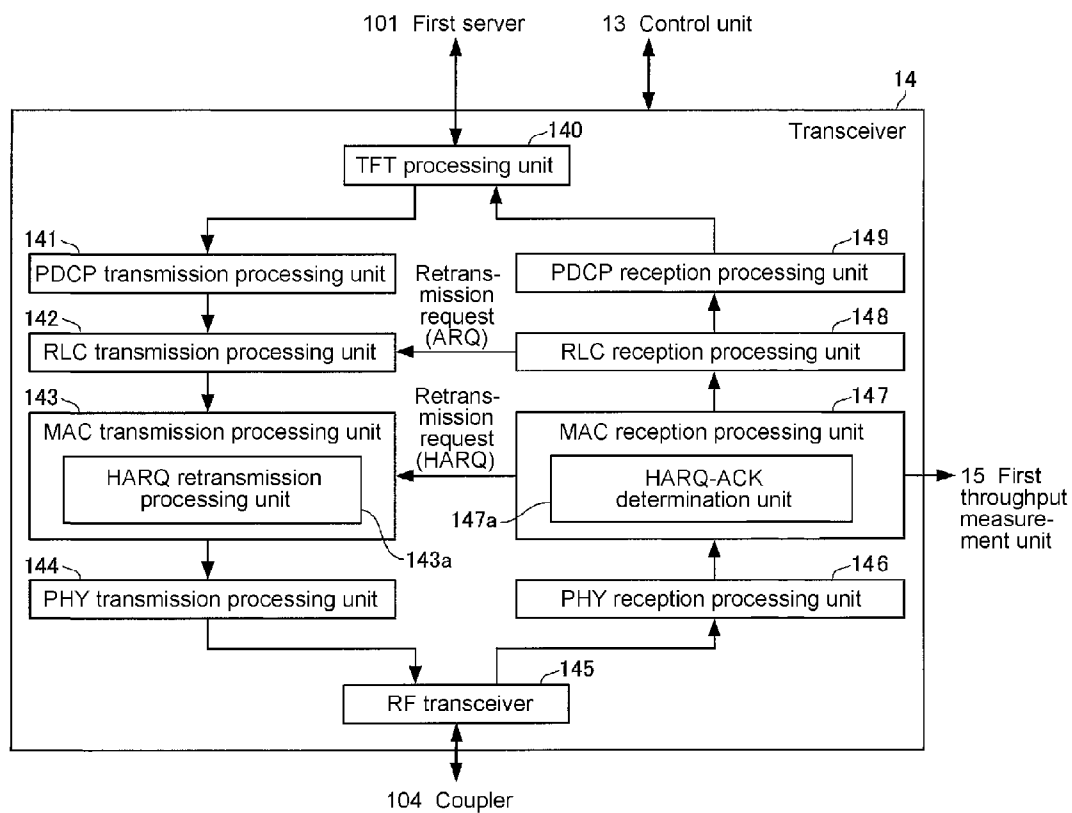 101 First server
13 Control unit
14
Transceiver
140
TFT processing unit
141
PDCP transmission processing unit
149
PDCP reception processing unit
Retrans-
mission
request
(ARQ)
142
RLC transmission processing unit
148
RLC reception processing unit
143
MAC transmission processing unit
HARQ retransmission
processing unit
143a
Retrans-
mission
request
(HARQ)
147
MAC reception processing unit
HARQ-ACK
determination unit
147a
15 First
throughput
measure-
ment unit
144
PHY transmission processing unit
146
PHY reception processing unit
145
RF transceiver
104 Coupler